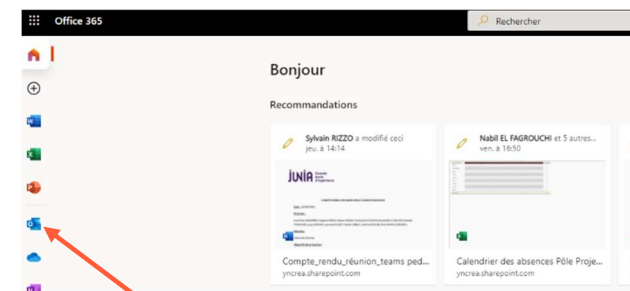 Office 365
Rechercher
Bonjour
Recommandations
Sylvain RIZZO a modifié ceci
jeu. à 14:14
JUNIA
Compte_rendu_réunion_teams ped...
yncrea.sharepoint.com
Nabil EL FAGROUCHI et 5 autres...
ven. à 16:50
Calendrier des absences Pôle Proje...
yncrea.sharepoint.com